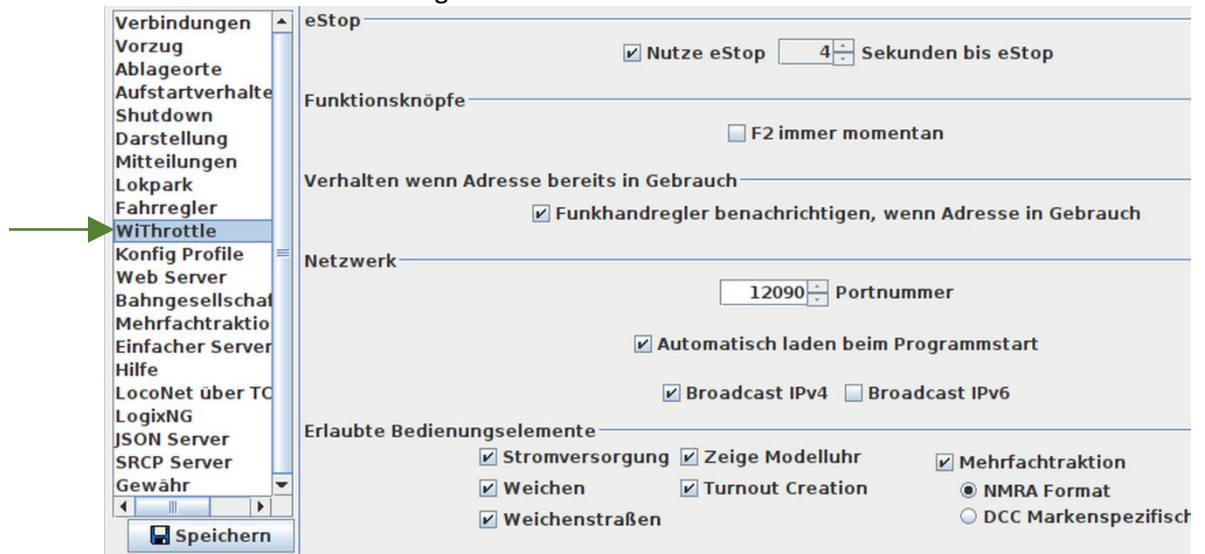 Verbindungen
Vorzug
Ablageorte
Aufstartverhalte
Shutdown
Darstellung
Mitteilungen
Lokpark
Fahrregler
WiThrottle
Konfig Profile
Web Server
Bahngesellschaf
Mehrfachtraktio
Einfacher Server
Hilfe
LocoNet über TC
LogixNG
JSON Server
SRCP Server
Gewähr
Speichern
eStop
Nutze eStop 4 Sekunden bis eStop
Funktionsknöpfe
F2 immer momentan
Verhalten wenn Adresse bereits in Gebrauch
Funkhandregler benachrichtigen, wenn Adresse in Gebrauch
Netzwerk
12090 Portnummer
Automatisch laden beim Programmstart
Broadcast IPv4 Broadcast IPv6
Erlaubte Bedienungselemente
Stromversorgung Zeige Modelluhr Mehrfachtraktion
Weichen Turnout Creation NMRA Format
Weichenstraßen DCC Markenspezifisch